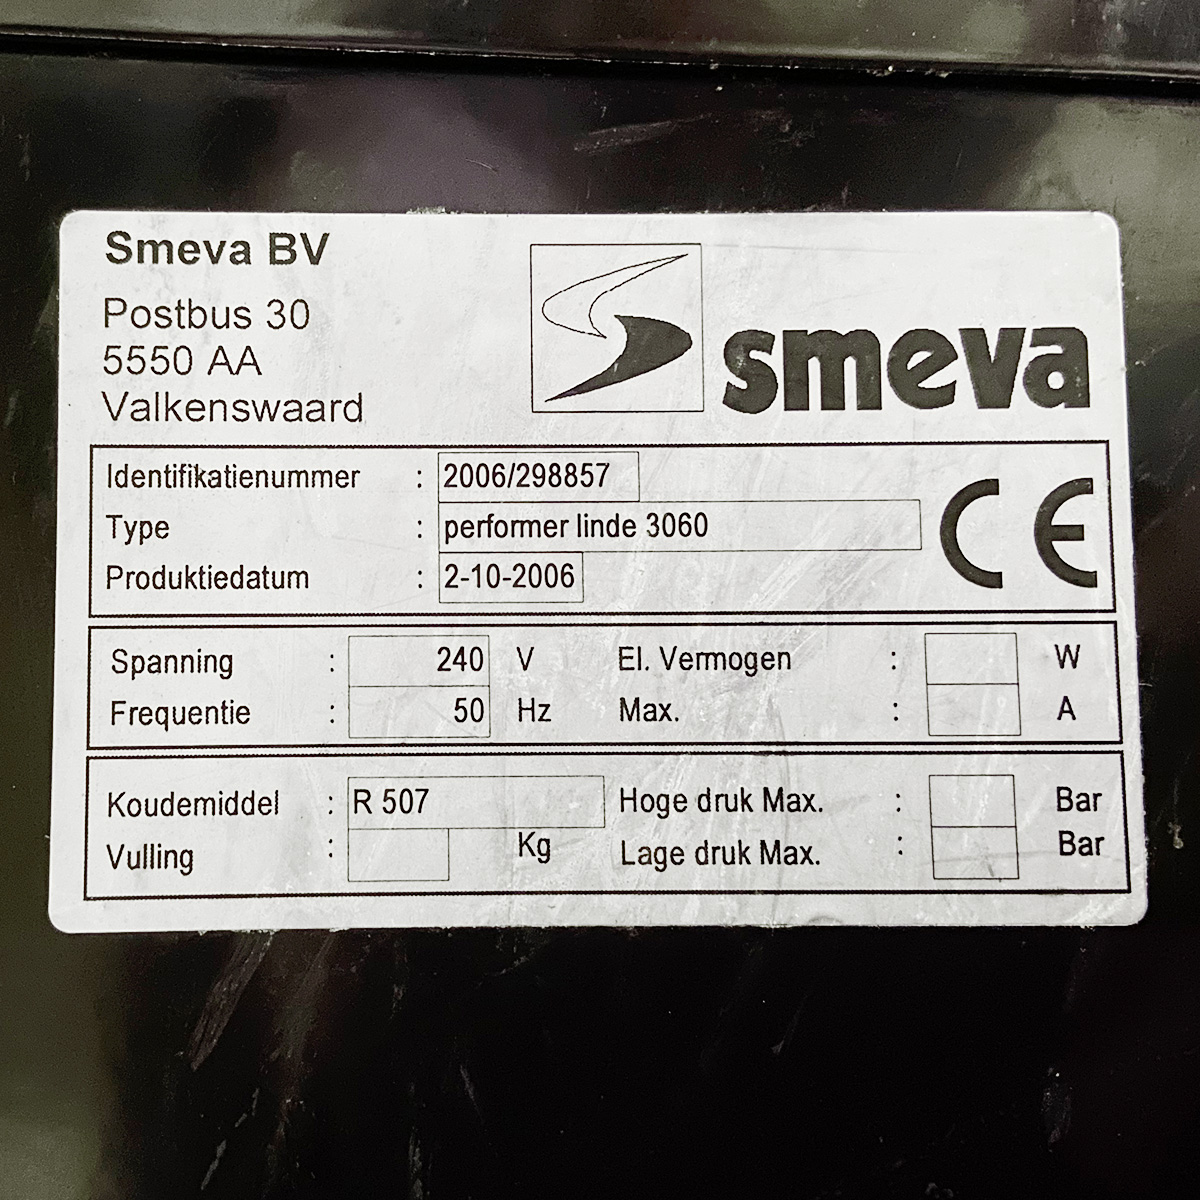 Smeva BV
Postbus 30
5550 AA
Valkenswaard
smeva
Identifikatienummer : 2006/298857
Type : performer linde 3060
Produktiedatum : 2-10-2006
CE
Spanning : 240 V El. Vermogen : W
Frequentie : 50 Hz Max. : A
Koudemiddel : R 507 Hoge druk Max. : Bar
Vulling : Kg Lage druk Max. : Bar